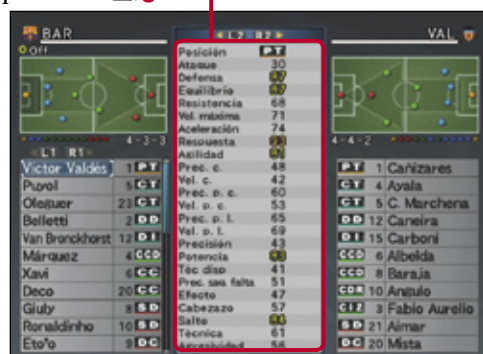 BAR
L2 R2
VAL
Off
4-3-3
L1 R1
4-4-2
Posición PT
Ataque 30
Defensa
Equilibrio
Resistencia 68
Vel. máxima 71
Aceleración 74
Respuesta
Agilidad
Prec. c. 48
Vel. c. 42
Prec. p. c. 60
Vel. p. c. 53
Prec. p. l. 65
Vel. p. l. 69
Precisión 43
Potencia
Téc disp 41
Prec. saq. falta 51
Efecto 47
Cabezazo 57
Salto
Técnica 61
Agresividad 56
Víctor Valdés 1 PT
Puyol 5 CT
Oleguer 23 CT
Belletti 2 DD
Van Bronckhorst 12 DI
Márquez 4 CCD
Xavi 6 CC
Deco 20 CC
Giuly 8 SD
Ronaldinho 10 SD
Eto'o 9 DC
PT 1 Cañizares
CT 4 Ayala
CT 5 C. Marchena
DD 12 Caneira
DI 15 Carboni
CCD 6 Albelda
CCD 8 Baraja
CDR 10 Angulo
CIZ 3 Fabio Aurelio
SD 21 Aimar
DC 20 Mista